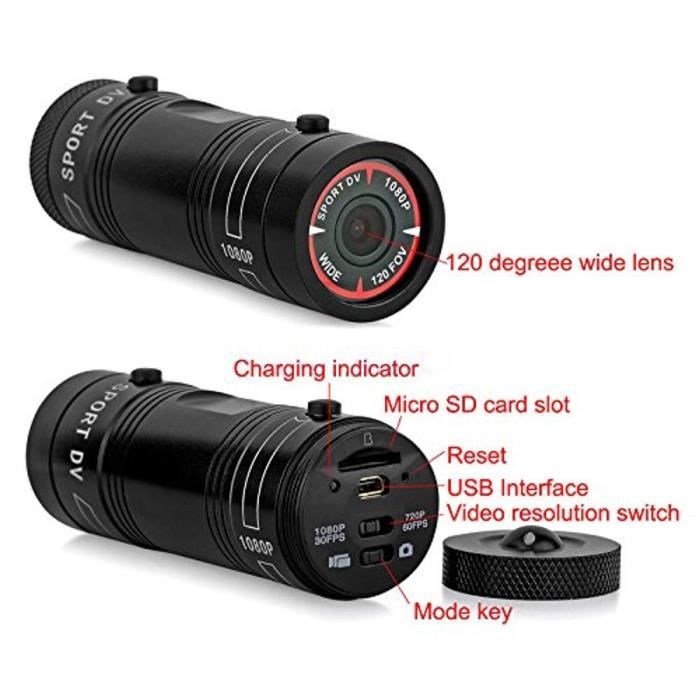 SPORT DV
1080P
SPORT DV
1080P
WIDE
120 FOV
120 degreee wide lens
Charging indicator
Micro SD card slot
Reset
USB Interface
Video resolution switch
SPORT DV
1080P
1080P
30FPS
720P
60FPS
Mode key